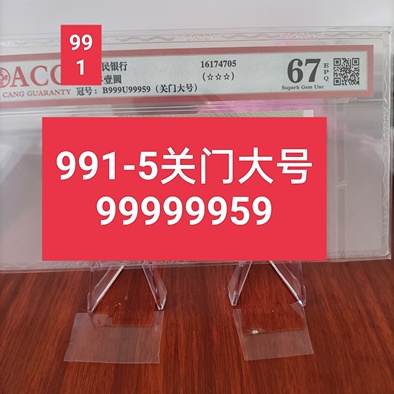 99
1
ACC
CANG GUARANTY
民银行
壹圆
冠号：B999U99959（关门大号）
16174705
（☆☆☆）
67
EPQ
Superb Gem Unc
991-5关门大号
99999959